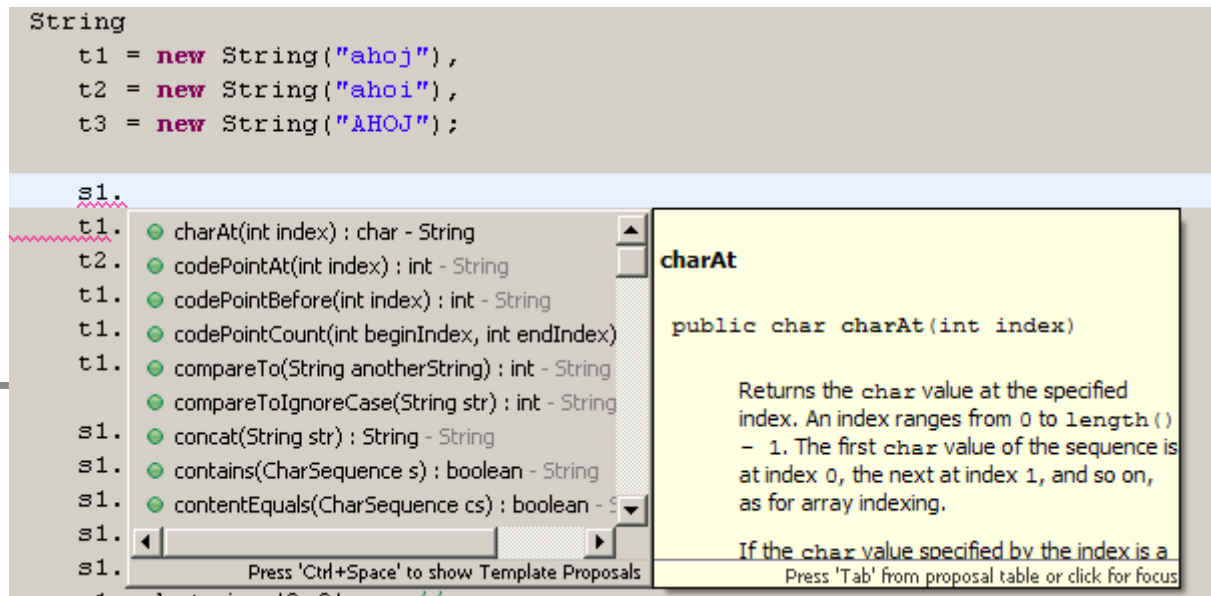 String
t1 = new String("ahoj"),
t2 = new String("ahoi"),
t3 = new String("AHOJ");
s1.
t1.
t2.
t1.
t1.
t1.
s1.
s1.
s1.
s1.
s1.
charAt(int index) : char - String
codePointAt(int index) : int - String
codePointBefore(int index) : int - String
codePointCount(int beginIndex, int endIndex)
compareTo(String anotherString) : int - String
compareToIgnoreCase(String str) : int - String
concat(String str) : String - String
contains(CharSequence s) : boolean - String
contentEquals(CharSequence cs) : boolean -
Press 'Ctrl+Space' to show Template Proposals
charAt
public char charAt(int index)
Returns the char value at the specified
index. An index ranges from 0 to length()
- 1. The first char value of the sequence is
at index 0, the next at index 1, and so on,
as for array indexing.
If the char value specified by the index is a
Press 'Tab' from proposal table or click for focus